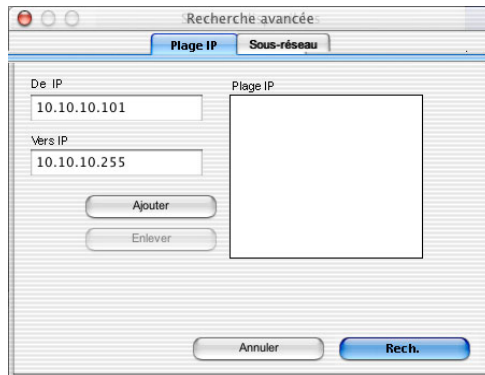 Recherche avancée
Plage IP Sous-réseau
De IP
10.10.10.101
Vers IP
10.10.10.255
Ajouter
Enlever
Plage IP
Annuler Rech.